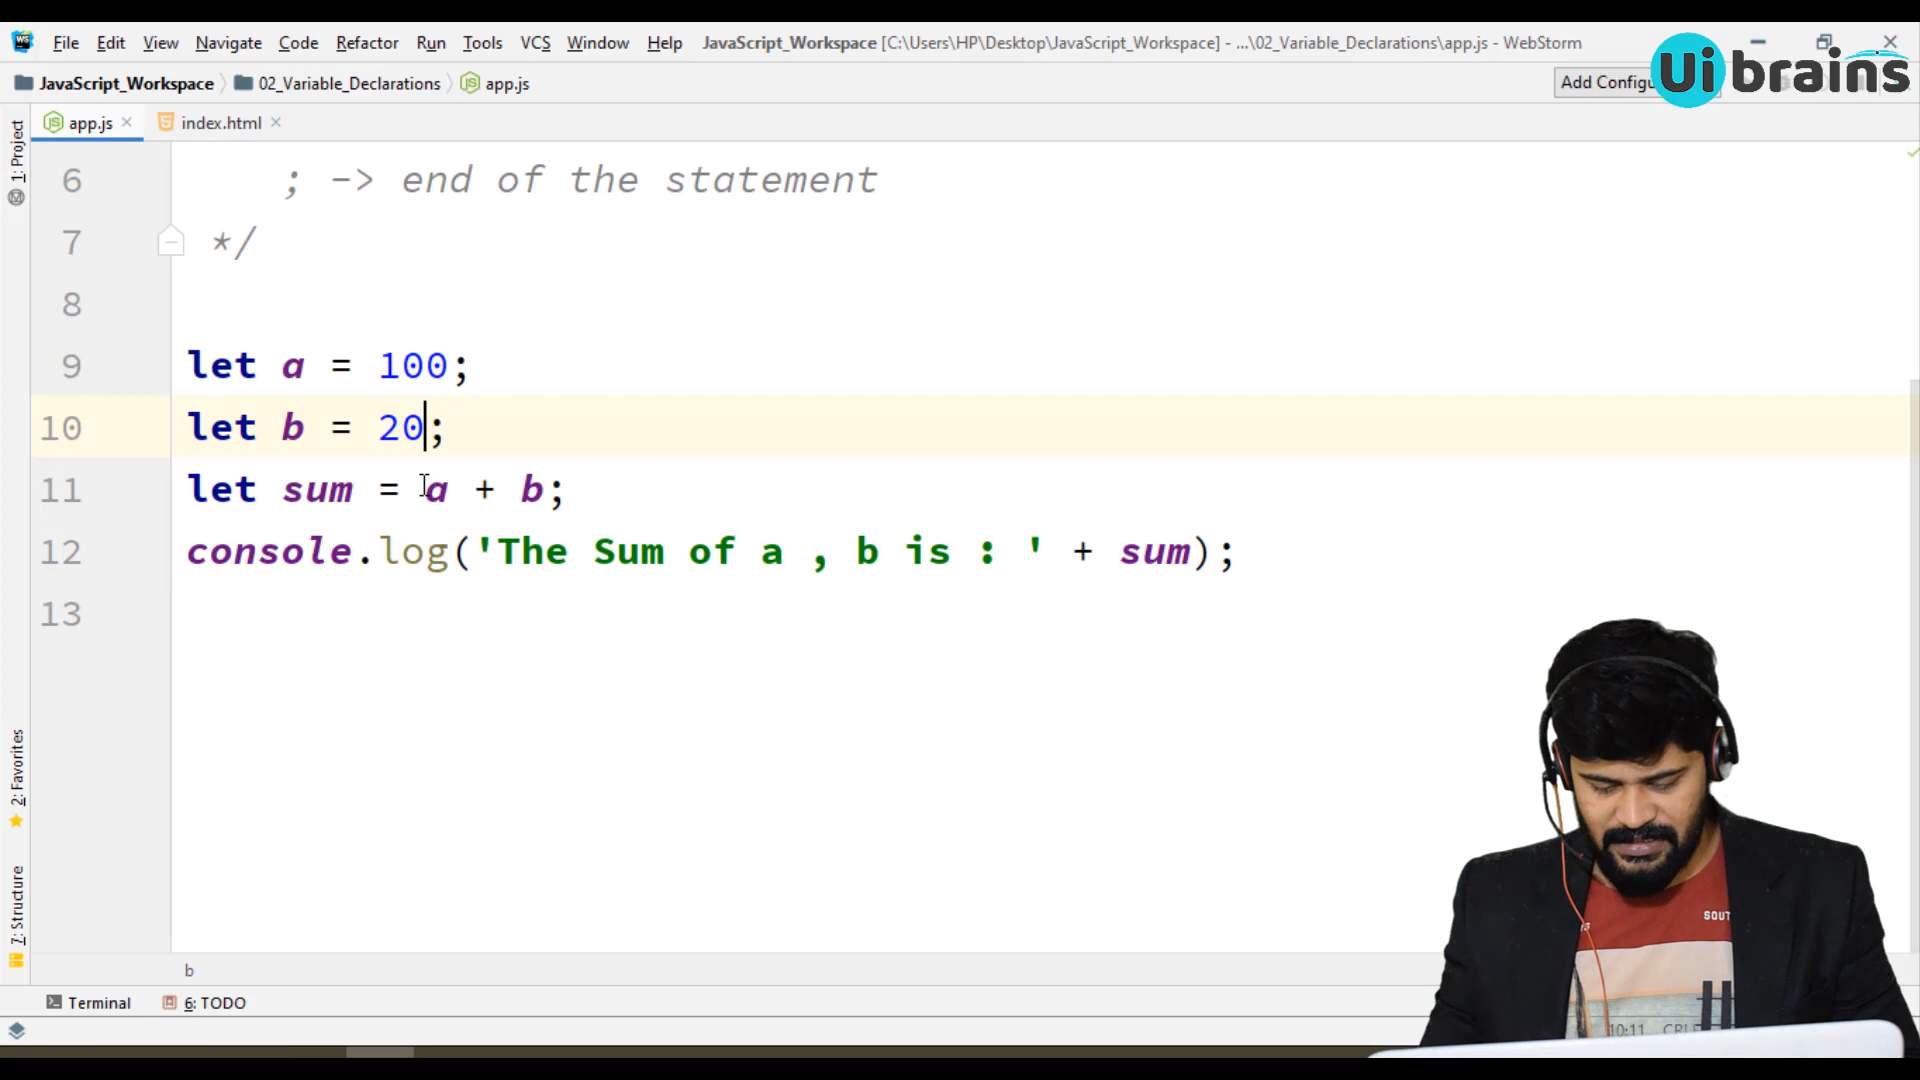 File Edit View Navigate Code Refactor Run Tools VCS Window Help JavaScript_Workspace [C:\Users\HP\Desktop\JavaScript_Workspace] - ...\02_Variable_Declarations\app.js - WebStorm
JavaScript_Workspace 02_Variable_Declarations app.js Add Configu
Ui brains
app.js index.html
1: Project
6 ; -> end of the statement
7 */
8
9 let a = 100;
10 let b = 20;
11 let sum = a + b;
12 console.log('The Sum of a , b is : ' + sum);
13
2: Favorites
7: Structure
SOUT
b
Terminal 6: TODO
10:11